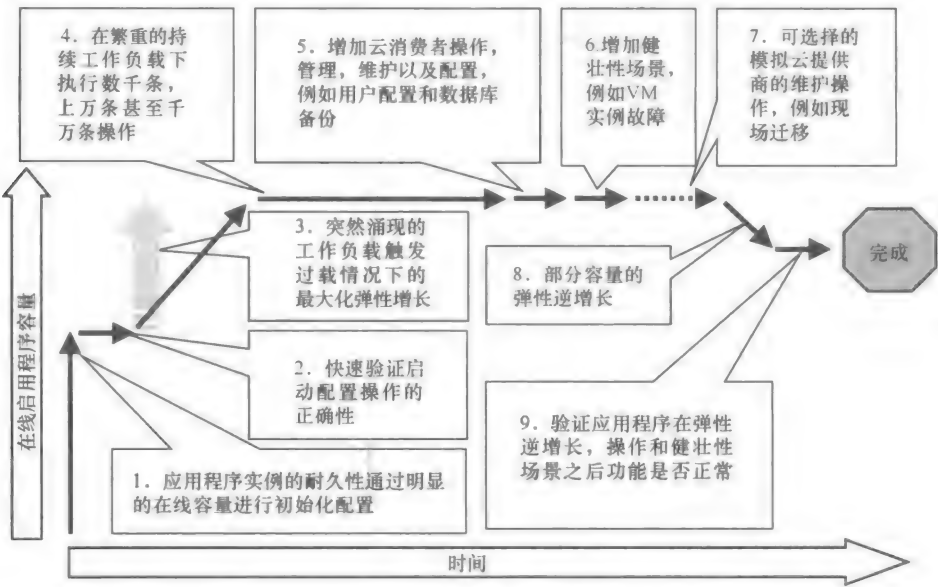 4. 在繁重的持
续工作负载下
执行数千条,
上万条甚至千
万条操作
5. 增加云消费者操作,
管理, 维护以及配置,
例如用户配置和数据库
备份
6.增加健
壮性场景,
例如VM
实例故障
7. 可选择的
模拟云提供
商的维护操
作, 例如现
场迁移
3. 突然涌现的
工作负载触发
过载情况下的
最大化弹性增长
8. 部分容量的
弹性逆增长
完成
2. 快速验证启
动配置操作的
正确性
9. 验证应用程序在弹性
逆增长, 操作和健壮性
场景之后功能是否正常
1. 应用程序实例的耐久性通过明显
的在线容量进行初始化配置
在线启用程序容量
时间